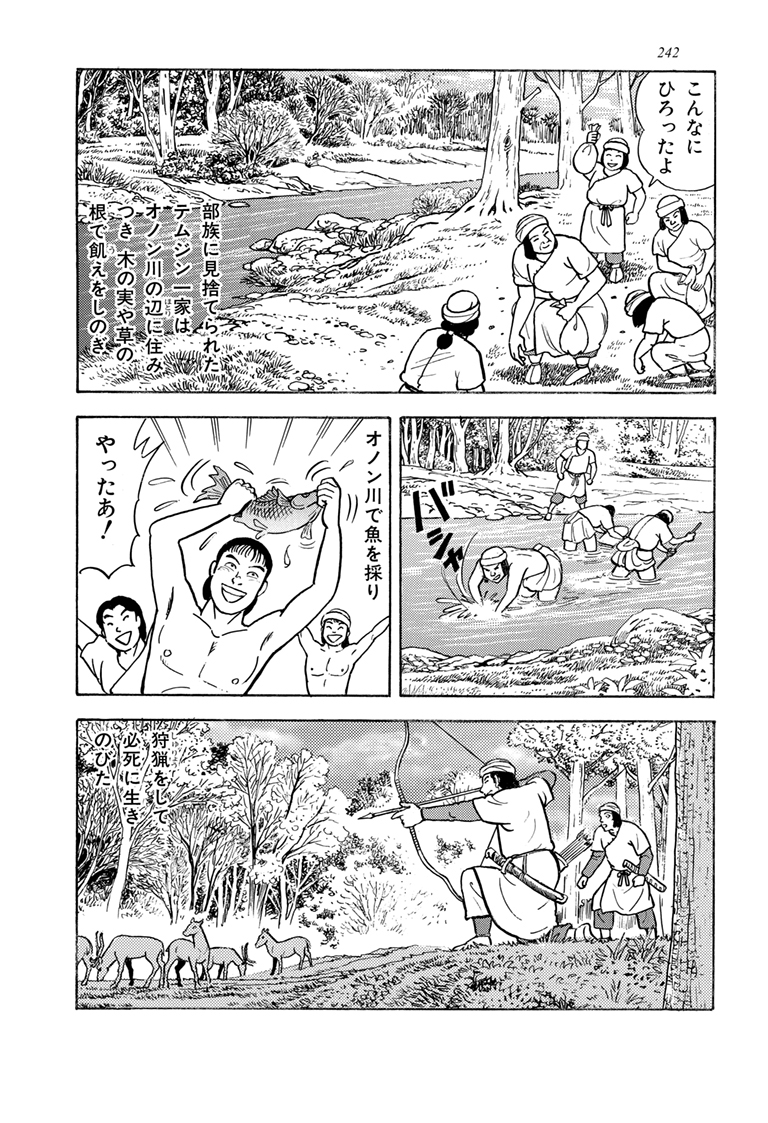 242
こんなに
ひろったよ
部族に見捨てられた
テムジン一家は
オノン川の辺に住み
つき 木の実や草の
根で飢えをしのぎ
バシャ
オノン川で魚を採り
やったあ!
狩猟をして
必死に生き
のびた